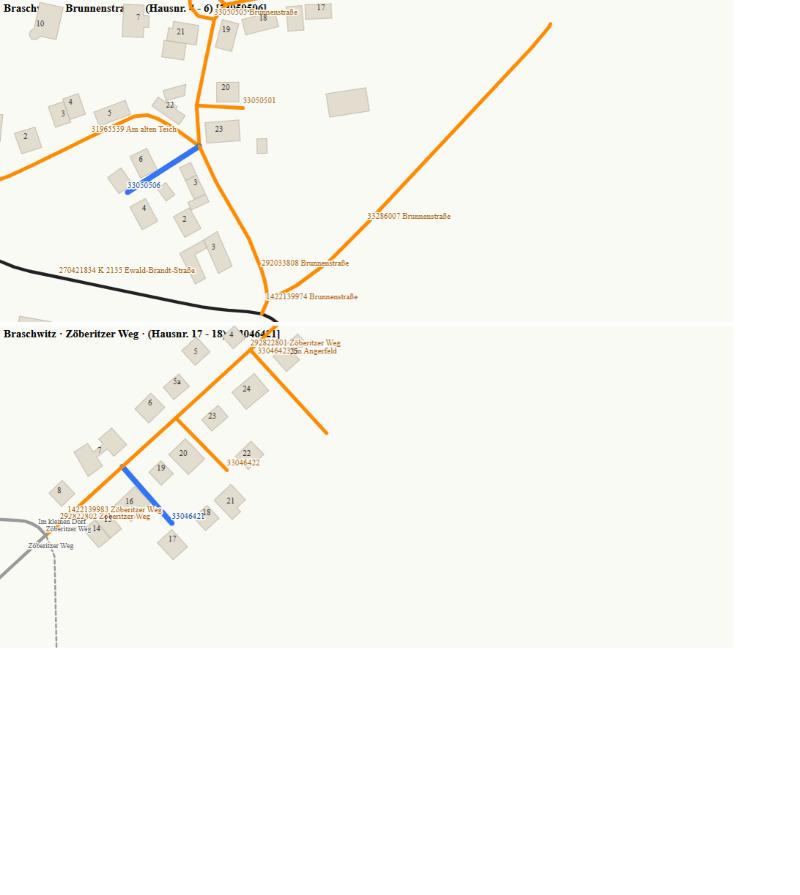 Brunnenstra (Hausnr. 4 - 6) [33050506]
33050505 Brunnenstraße
10
7
21
19
18
17
20
33050501
22
4
3
5
23
31965539 Am alten Teich
2
6
3
33050506
4
2
33286007 Brunnenstraße
3
292033808 Brunnenstraße
270421834 K 2135 Ewald-Brandt-Straße
1422139974 Brunnenstraße
Braschwitz · Zöberitzer Weg · (Hausnr. 17 - 18) [33046421]
4
292822801 Zöberitzer Weg
Am Angerfeld
5
5a
24
6
23
7
20
22
19
33046422
8
16
21
1422139983 Zöberitzer Weg
18
33046421
292822802 Zöberitzer Weg
Im kleinen Dorf
14
Zöberitzer Weg
17
Zöberitzer Weg